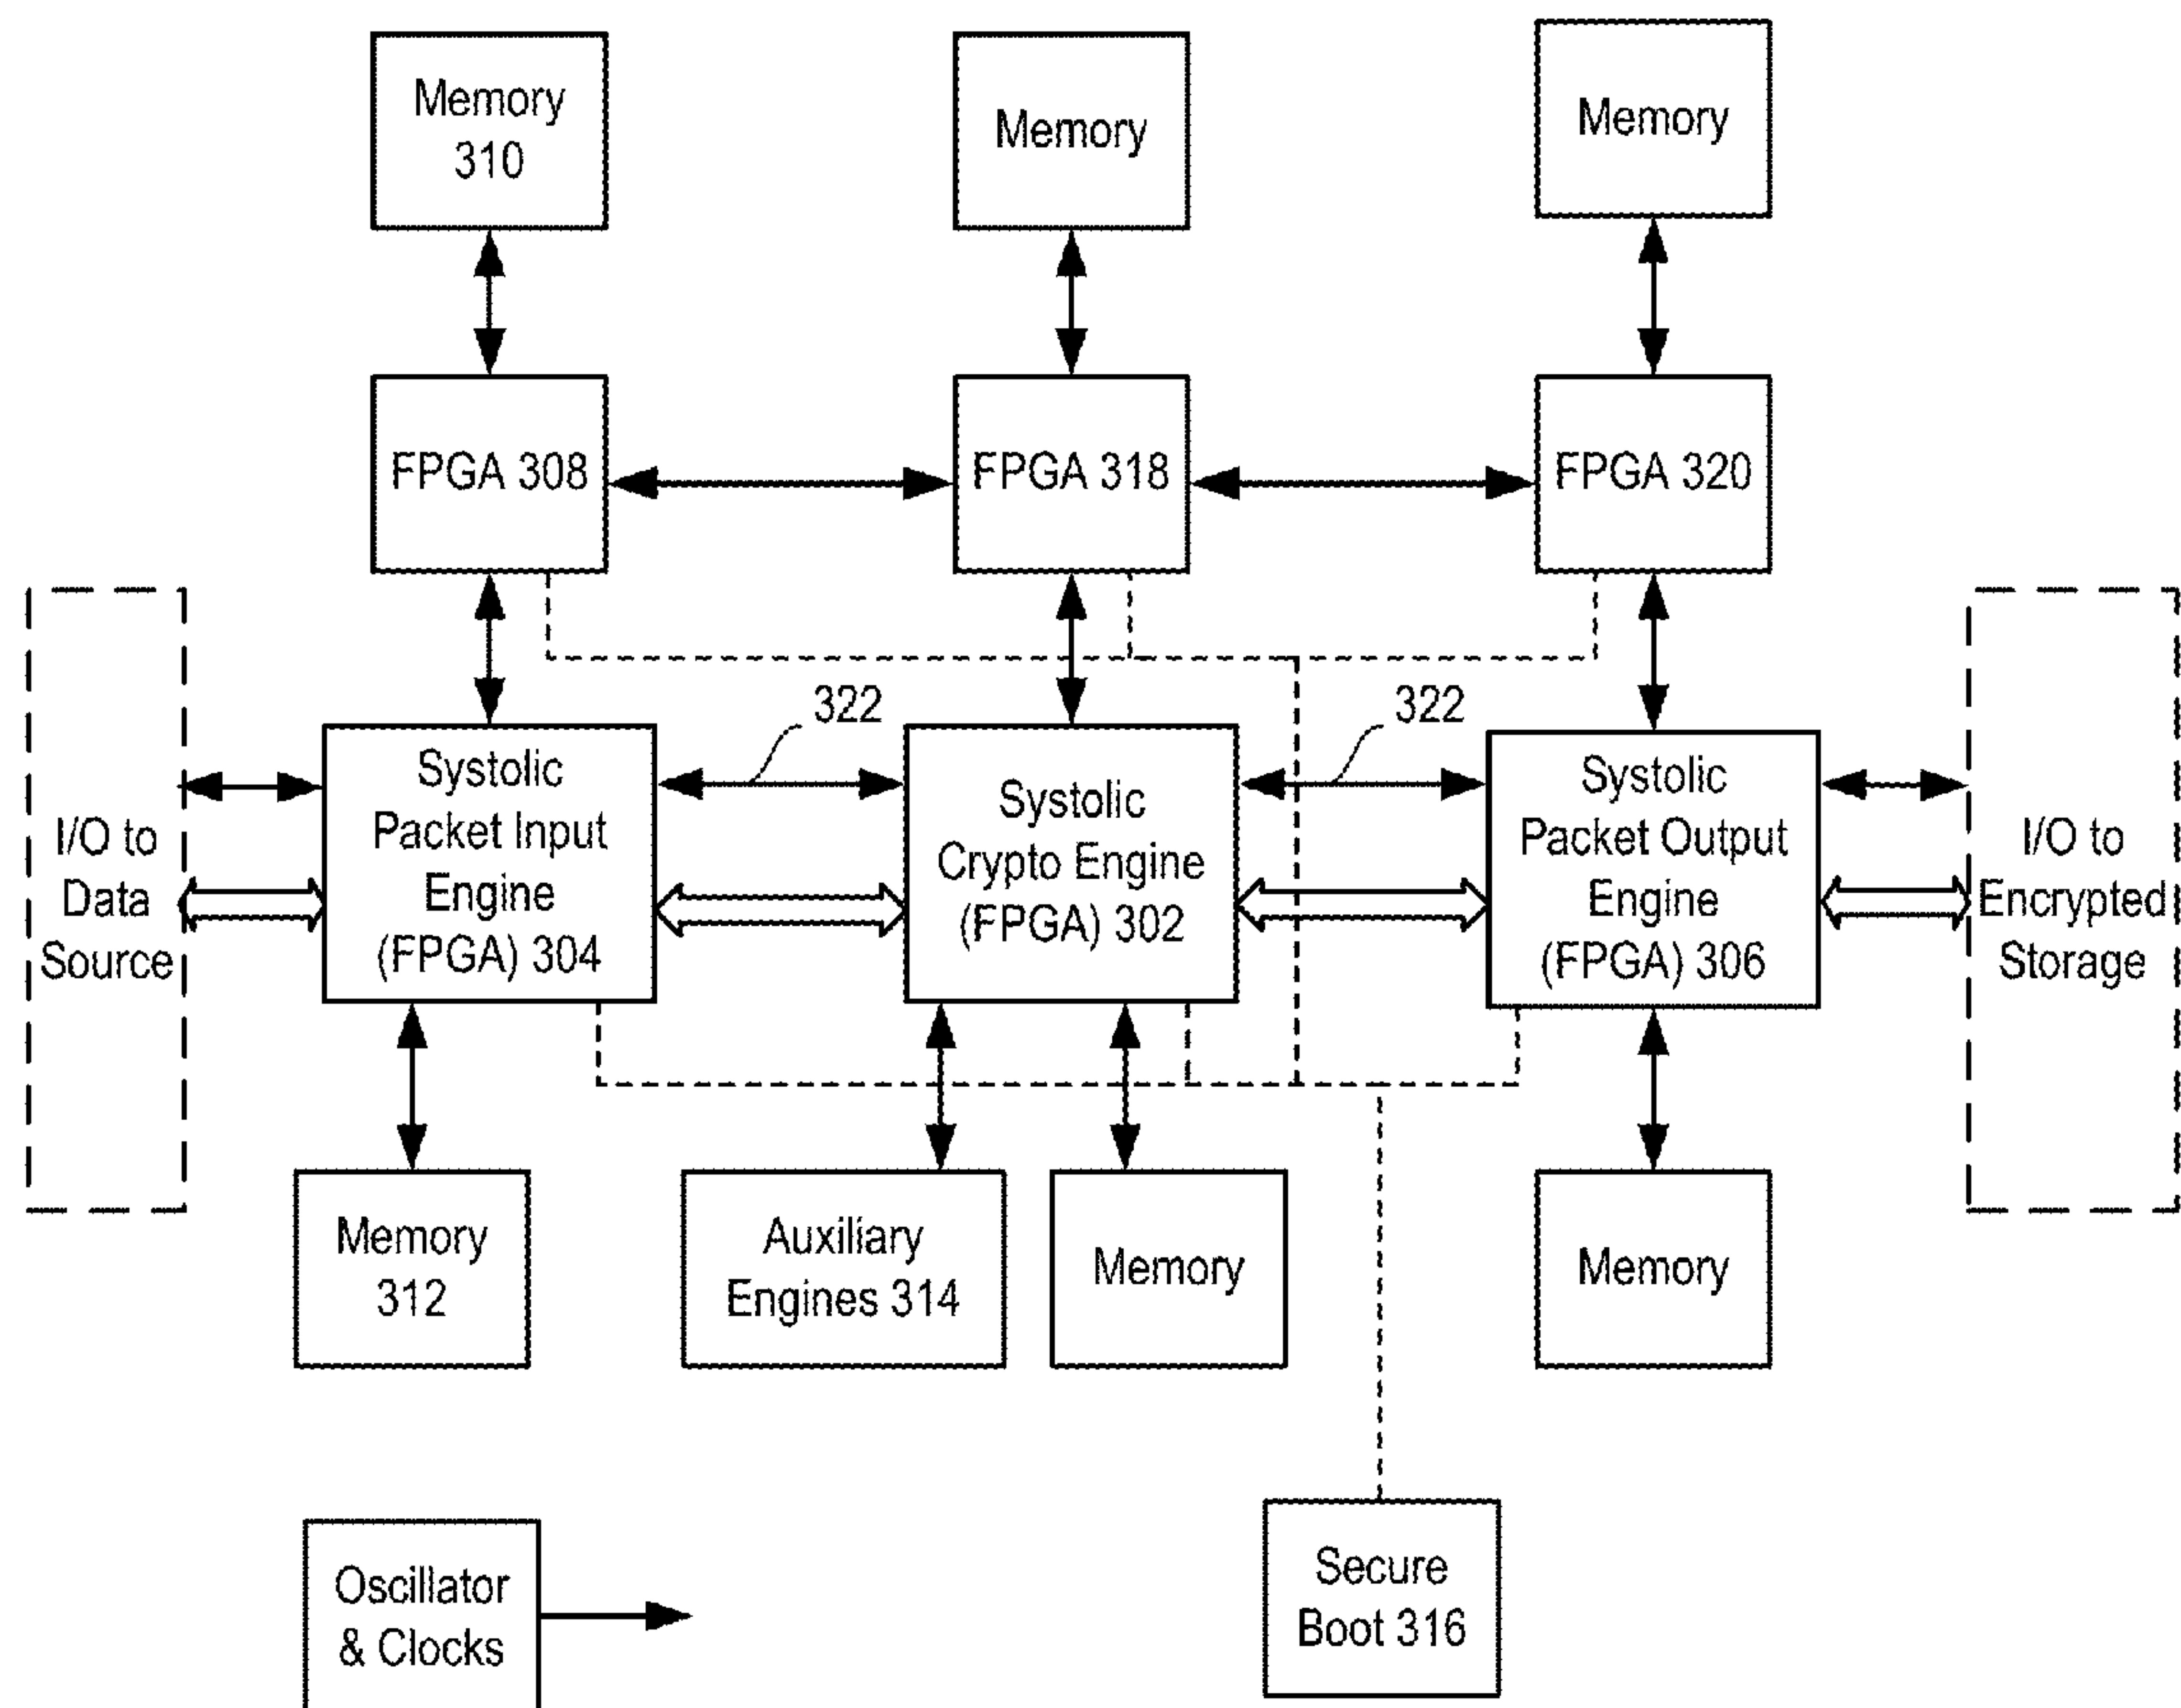 Memory
310
Memory
Memory
FPGA 308
FPGA 318
FPGA 320
322
322
I/O to
Data
Source
Systolic
Packet Input
Engine
(FPGA) 304
Systolic
Crypto Engine
(FPGA) 302
Systolic
Packet Output
Engine
(FPGA) 306
I/O to
Encrypted
Storage
Memory
312
Auxiliary
Engines 314
Memory
Memory
Oscillator
& Clocks
Secure
Boot 316